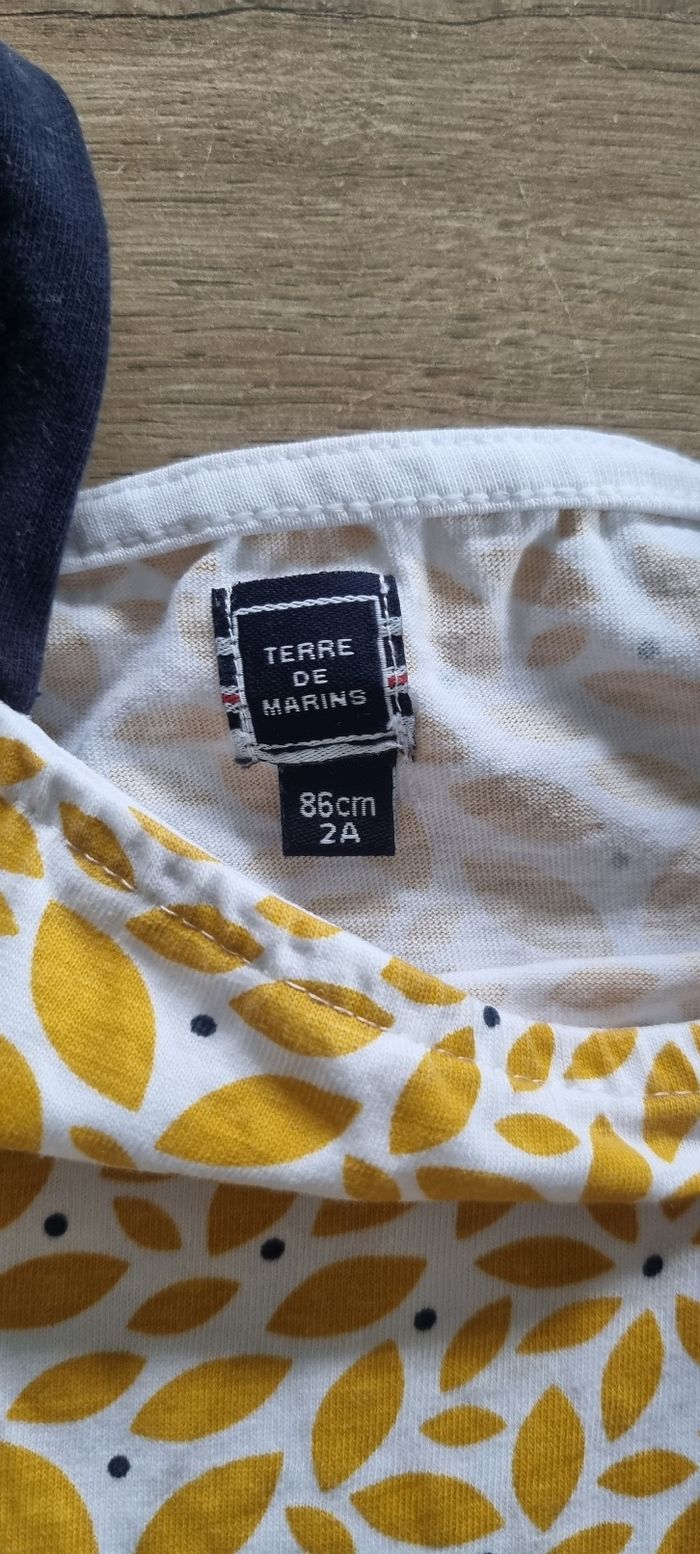 TERRE
DE
MARINS
86cm
2A